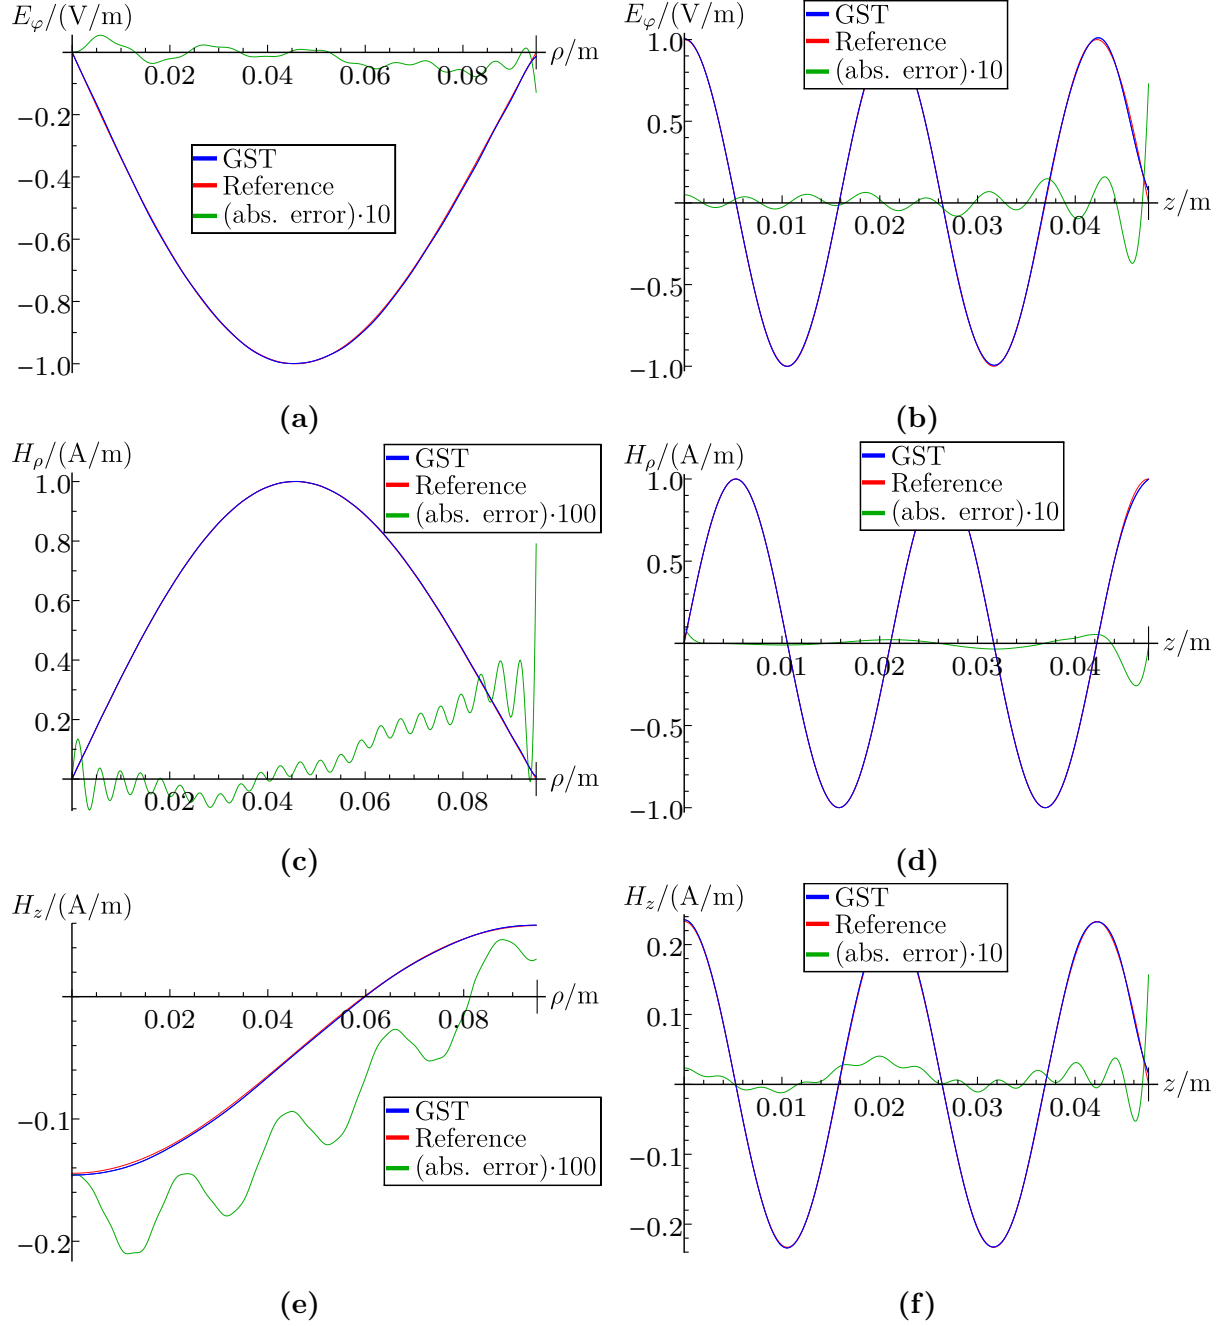 E_φ/(V/m)
ρ/m
0.02 0.04 0.06 0.08
−0.2
−0.4
−0.6
−0.8
−1.0
GST
Reference
(abs. error)·10
(a)
E_φ/(V/m)
1.0
0.5
−0.5
−1.0
z/m
0.01 0.02 0.03 0.04
GST
Reference
(abs. error)·10
(b)
H_ρ/(A/m)
1.0
0.8
0.6
0.4
0.2
ρ/m
0.02 0.04 0.06 0.08
GST
Reference
(abs. error)·100
(c)
H_ρ/(A/m)
1.0
0.5
−0.5
−1.0
z/m
0.01 0.02 0.03 0.04
GST
Reference
(abs. error)·10
(d)
H_z/(A/m)
−0.1
−0.2
ρ/m
0.02 0.04 0.06 0.08
GST
Reference
(abs. error)·100
(e)
H_z/(A/m)
0.2
0.1
−0.1
−0.2
z/m
0.01 0.02 0.03 0.04
GST
Reference
(abs. error)·10
(f)